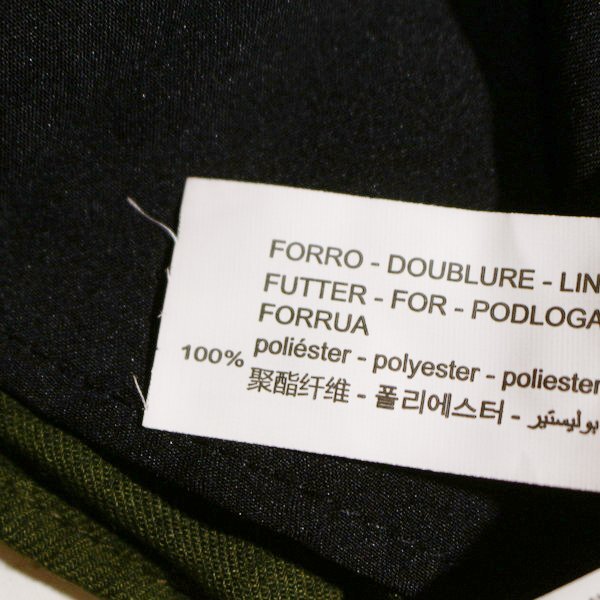 FORRO - DOUBLURE - LIN
FUTTER - FOR - PODLOGA
FORRUA
100% poliéster - polyester - poliester
聚酯纤维 - 폴리에스터 - بوليستير